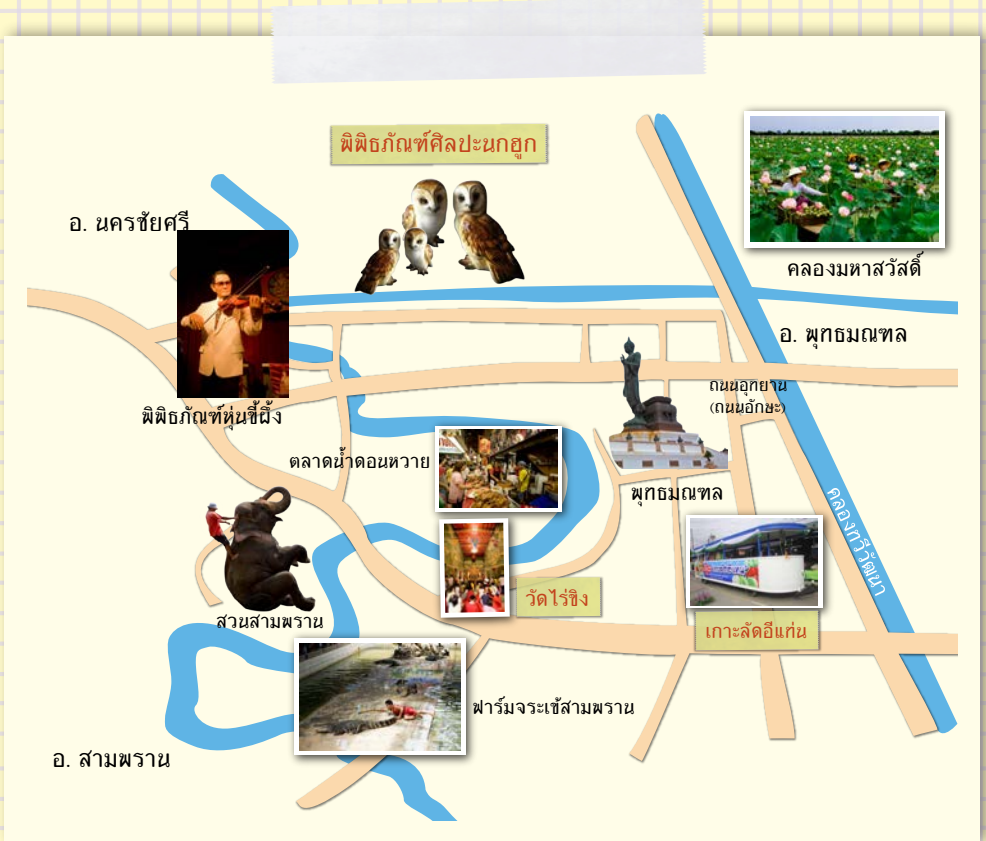 พิพิธภัณฑ์ศิลปะนกฮูก
อ. นครชัยศรี
คลองมหาสวัสดิ์
อ. พุทธมณฑล
ถนนอุทยาน
(ถนนอักษะ)
พิพิธภัณฑ์หุ่นขี้ผึ้ง
ตลาดน้ำดอนหวาย
พุทธมณฑล
คลองทวีวัฒนา
วัดไร่ขิง
สวนสามพราน
เกาะลัดอีแท่น
ฟาร์มจระเข้สามพราน
อ. สามพราน